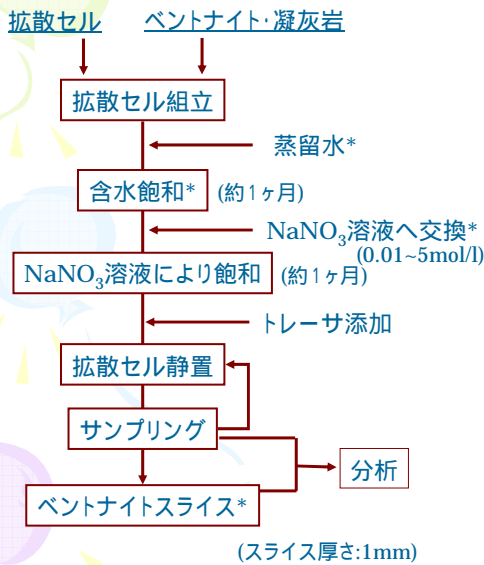 拡散セル
ベントナイト・凝灰岩
拡散セル組立
蒸留水*
含水飽和* (約1ヶ月)
NaNO₃溶液へ交換*
(0.01~5mol/l)
NaNO₃溶液により飽和 (約1ヶ月)
トレーサ添加
拡散セル静置
サンプリング
分析
ベントナイトスライス*
(スライス厚さ:1mm)